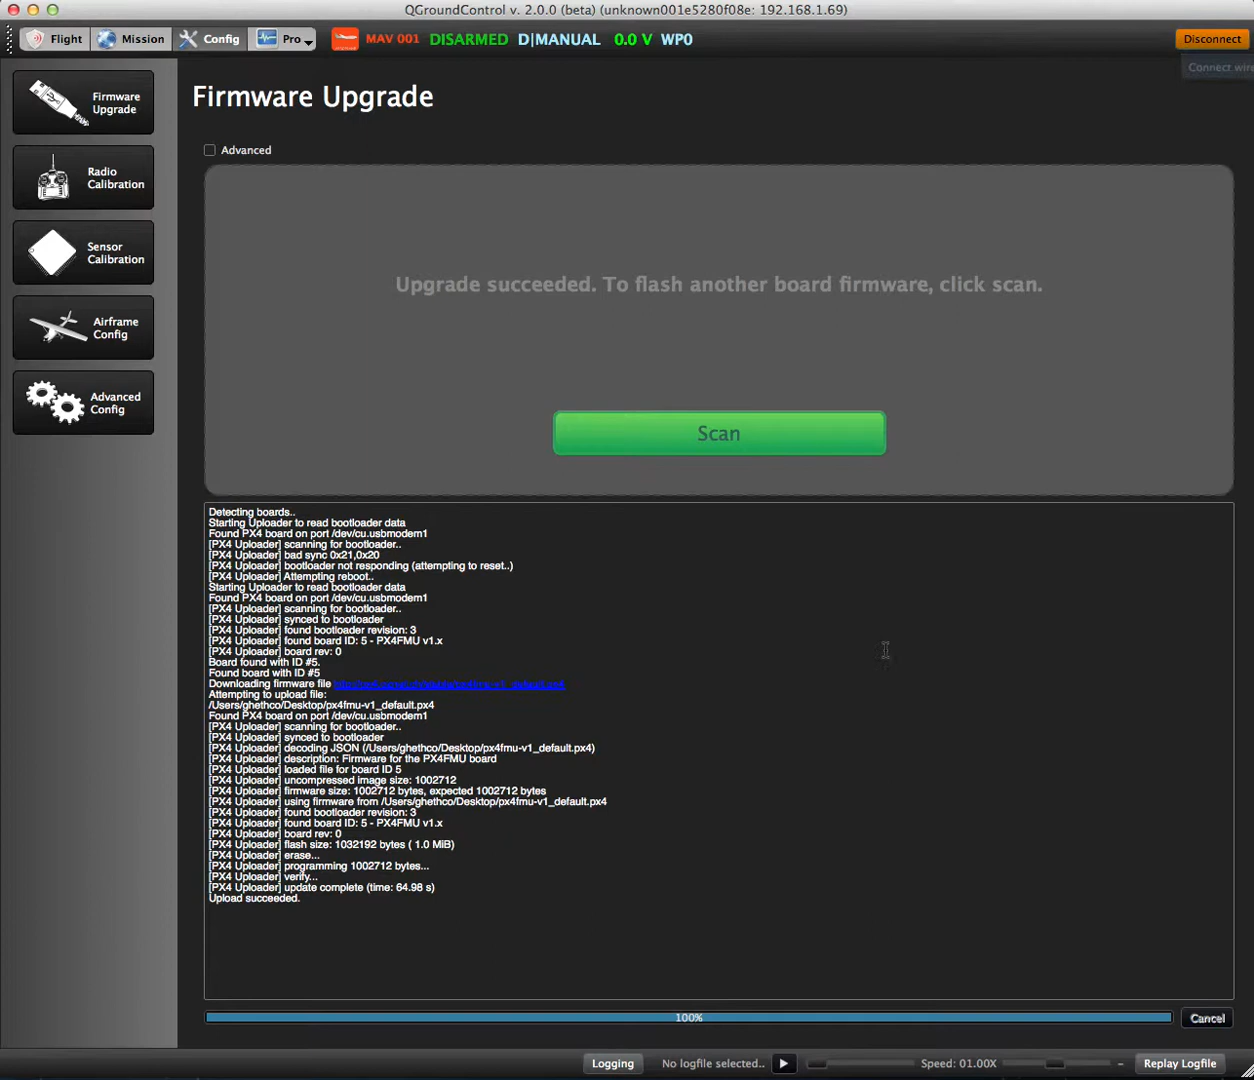 QGroundControl v. 2.0.0 (beta) (unknown001e5280f08e: 192.168.1.69)
Flight Mission Config Pro MAV 001 DISARMED D|MANUAL 0.0 V WP0 Disconnect
Connect wire
Firmware Upgrade
Radio Calibration
Sensor Calibration
Airframe Config
Advanced Config
Firmware Upgrade
Advanced
Upgrade succeeded. To flash another board firmware, click scan.
Scan
Detecting boards..
Starting Uploader to read bootloader data
Found PX4 board on port /dev/cu.usbmodem1
[PX4 Uploader] scanning for bootloader..
[PX4 Uploader] bad sync 0x21,0x20
[PX4 Uploader] bootloader not responding (attempting to reset..)
[PX4 Uploader] Attempting reboot..
Starting Uploader to read bootloader data
Found PX4 board on port /dev/cu.usbmodem1
[PX4 Uploader] scanning for bootloader..
[PX4 Uploader] synced to bootloader
[PX4 Uploader] found bootloader revision: 3
[PX4 Uploader] found board ID: 5 - PX4FMU v1.x
[PX4 Uploader] board rev: 0
Board found with ID #5.
Found board with ID #5
Downloading firmware file
Attempting to upload file:
/Users/ghethco/Desktop/px4fmu-v1_default.px4
Found PX4 board on port /dev/cu.usbmodem1
[PX4 Uploader] scanning for bootloader..
[PX4 Uploader] synced to bootloader
[PX4 Uploader] decoding JSON (/Users/ghethco/Desktop/px4fmu-v1_default.px4)
[PX4 Uploader] description: Firmware for the PX4FMU board
[PX4 Uploader] loaded file for board ID 5
[PX4 Uploader] uncompressed image size: 1002712
[PX4 Uploader] firmware size: 1002712 bytes, expected 1002712 bytes
[PX4 Uploader] using firmware from /Users/ghethco/Desktop/px4fmu-v1_default.px4
[PX4 Uploader] found bootloader revision: 3
[PX4 Uploader] found board ID: 5 - PX4FMU v1.x
[PX4 Uploader] board rev: 0
[PX4 Uploader] flash size: 1032192 bytes ( 1.0 MiB)
[PX4 Uploader] erase...
[PX4 Uploader] programming 1002712 bytes...
[PX4 Uploader] verify...
[PX4 Uploader] update complete (time: 64.98 s)
Upload succeeded.
100%
Cancel
Logging No logfile selected.. Speed: 01.00X Replay Logfile